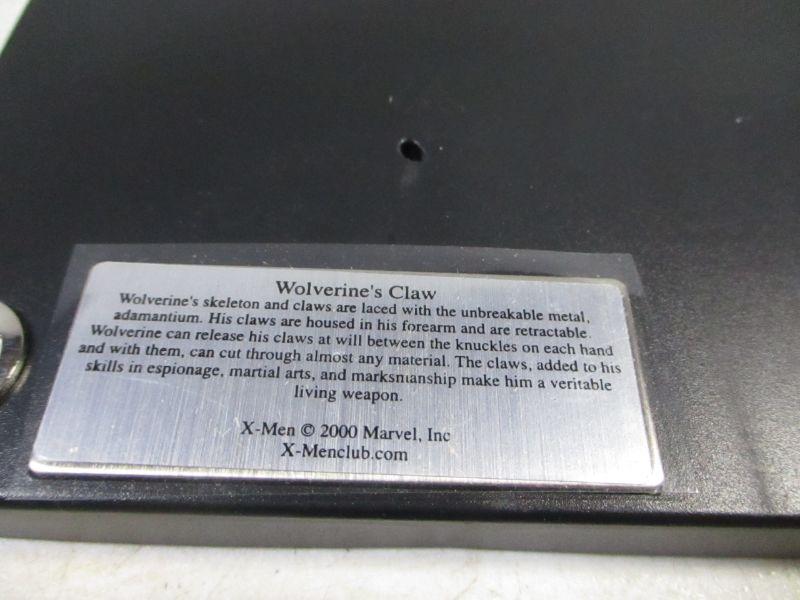 Wolverine's Claw
Wolverine's skeleton and claws are laced with the unbreakable metal,
adamantium. His claws are housed in his forearm and are retractable.
Wolverine can release his claws at will between the knuckles on each hand
and with them, can cut through almost any material. The claws, added to his
skills in espionage, martial arts, and marksmanship make him a veritable
living weapon.
X-Men © 2000 Marvel, Inc
X-Menclub.com